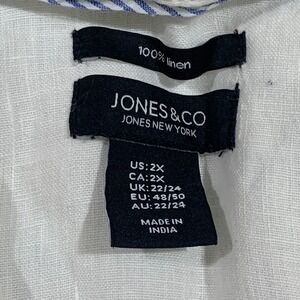 100% linen
JONES & CO
JONES NEW YORK
US: 2X
CA: 2X
UK: 22/24
EU: 48/50
AU: 22/24
MADE IN
INDIA